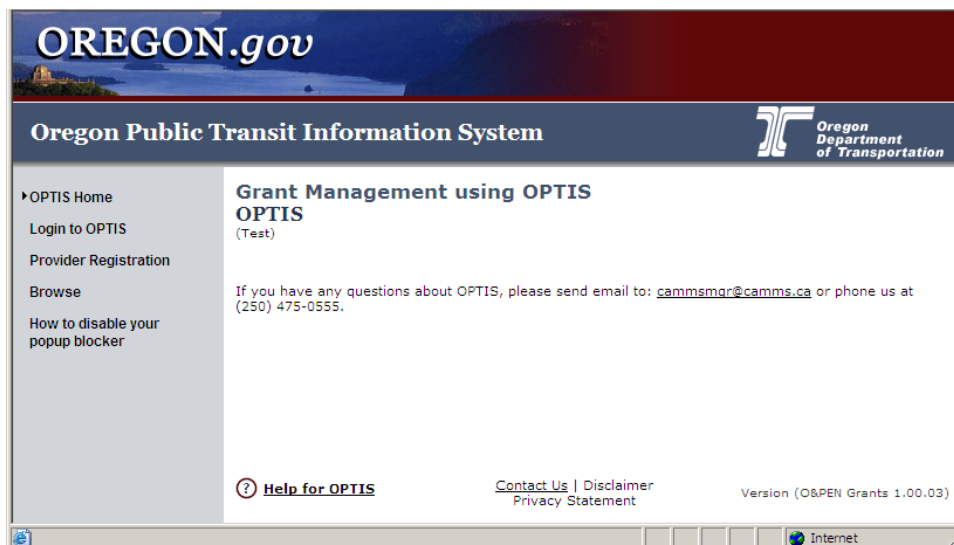 OREGON.gov
Oregon Public Transit Information System
Oregon
Department
of Transportation
OPTIS Home
Login to OPTIS
Provider Registration
Browse
How to disable your
popup blocker
Grant Management using OPTIS
OPTIS
(Test)
If you have any questions about OPTIS, please send email to: cammsmgr@camms.ca or phone us at
(250) 475-0555.
? Help for OPTIS
Contact Us | Disclaimer
Privacy Statement
Version (O&PEN Grants 1.00.03)
Internet